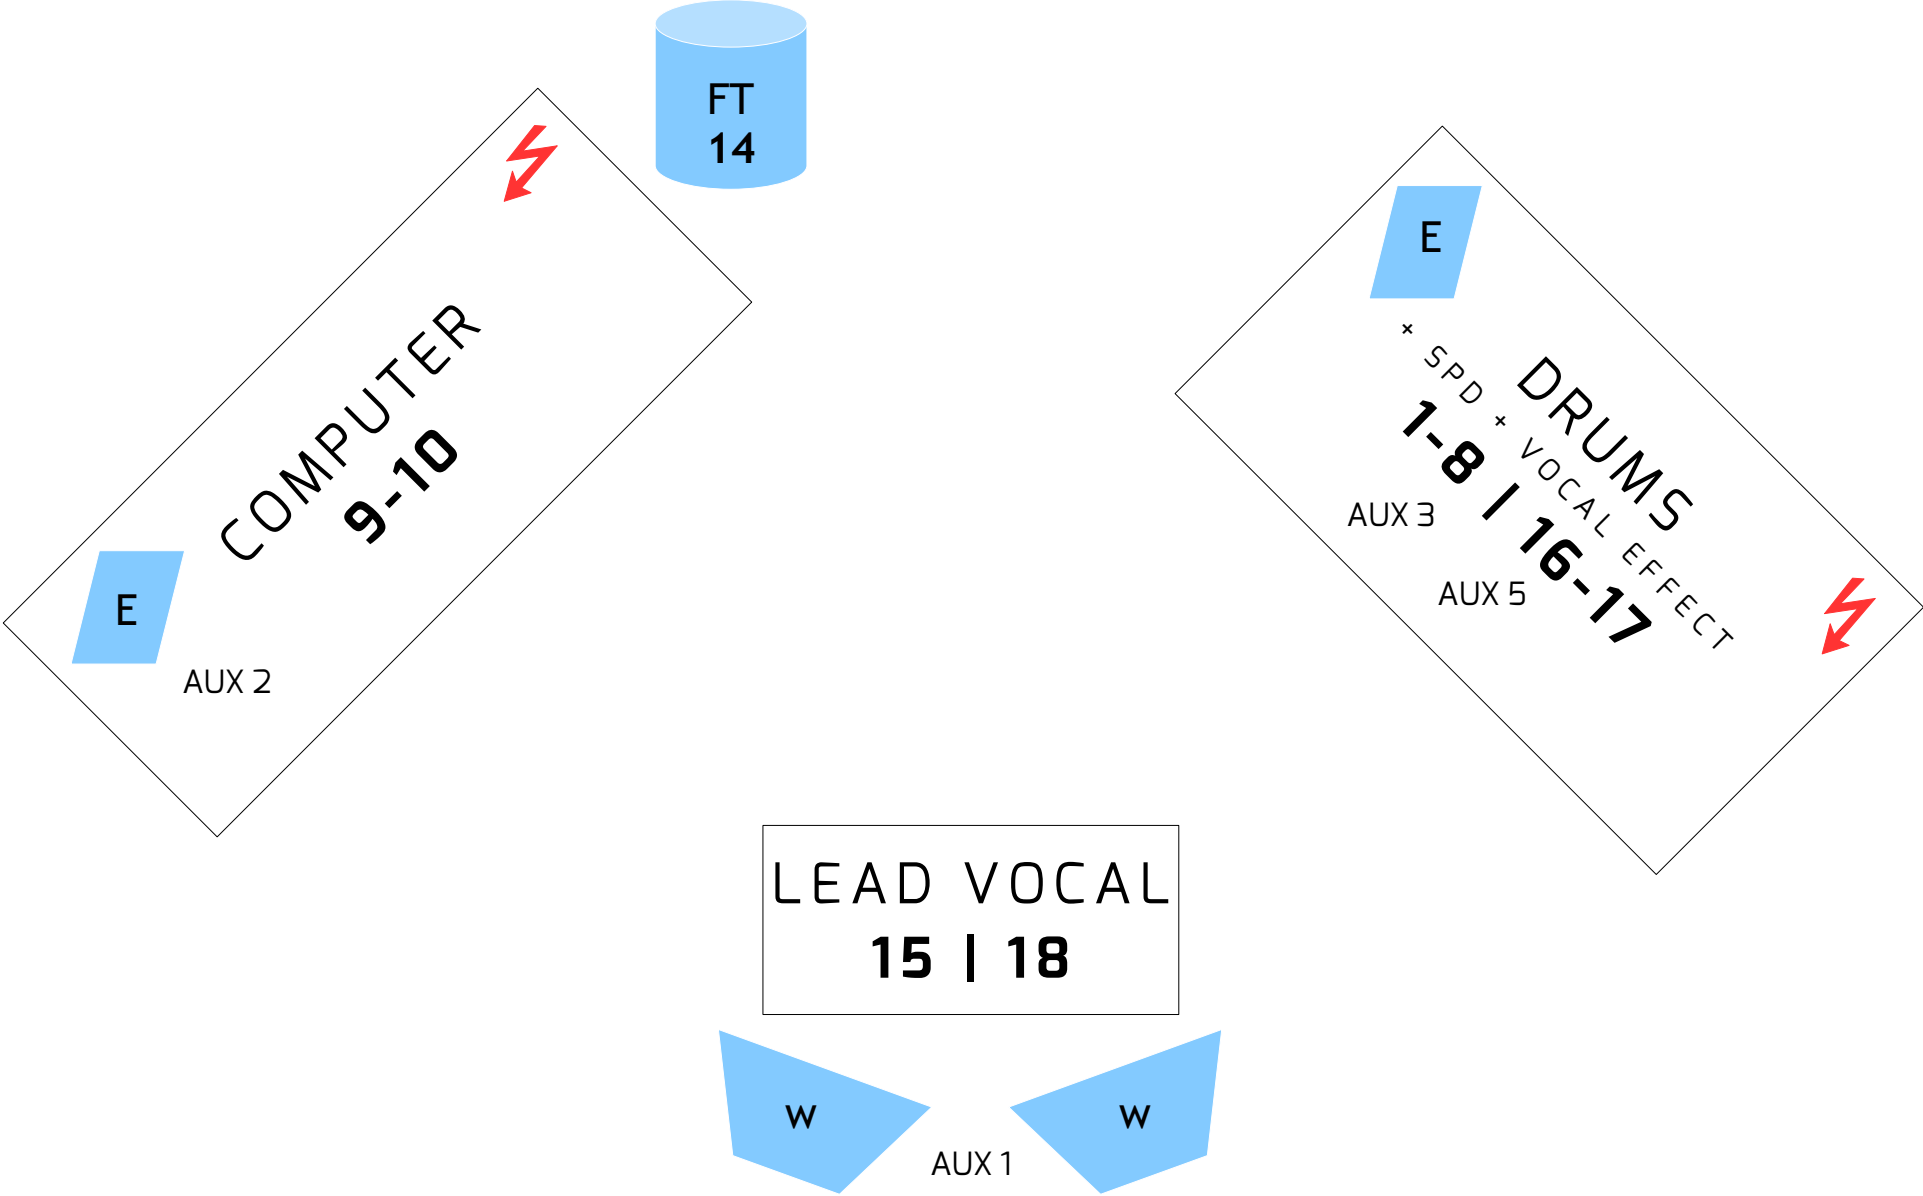 FT
14
COMPUTER
9-10
E
AUX 2
E
DRUMS
+ SPD + VOCAL EFFECT
1-8 | 16-17
AUX 3
AUX 5
LEAD VOCAL
15 | 18
W
W
AUX 1